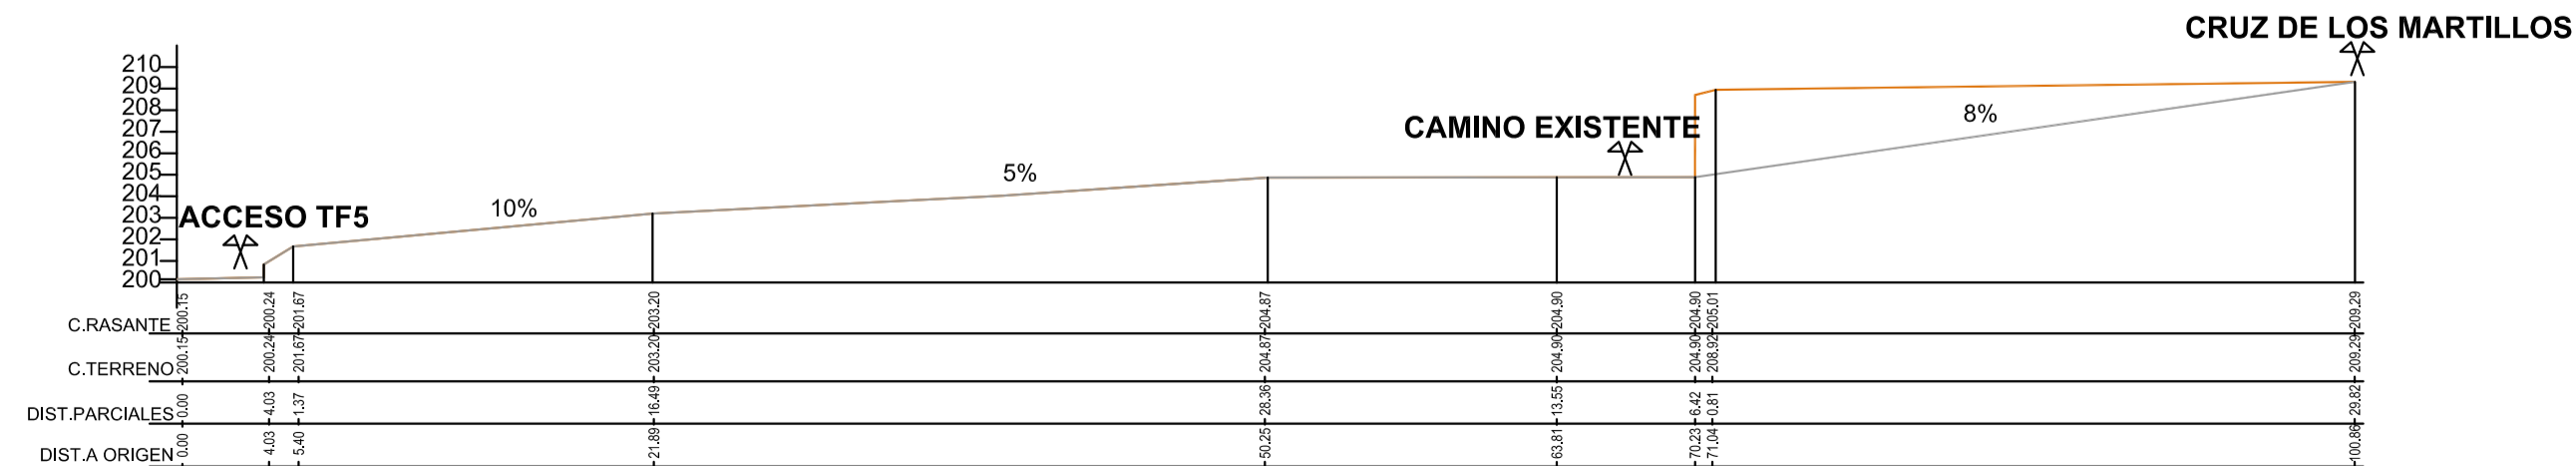 CRUZ DE LOS MARTILLOS
210
209
208
207
206
205
204
203
202
201
200
CAMINO EXISTENTE
8%
5%
10%
ACCESO TF5
C.RASANTE 200.15 200.24 201.67 203.20 204.87 204.90 204.90 205.01 209.29
C.TERRENO 200.15 200.24 201.67 203.20 204.87 204.90 204.90 208.92 209.29
DIST.PARCIALES 0.00 4.03 1.37 16.49 28.36 13.55 6.42 0.81 29.82
DIST.A ORIGEN 0.00 4.03 5.40 21.89 50.25 63.81 70.23 71.04 100.86